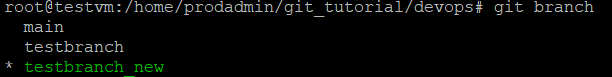 root@testvm:/home/prodadmin/git_tutorial/devops# git branch
  main
  testbranch
* testbranch_new